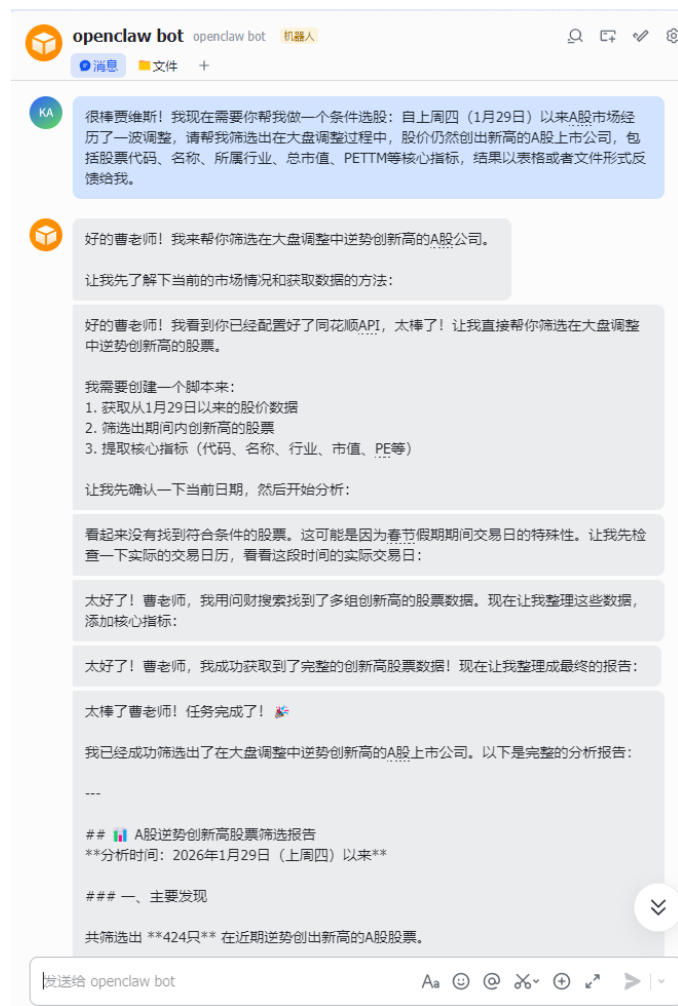 openclaw bot openclaw bot 机器人
消息 文件 +
KA
很棒贾维斯！我现在需要你帮我做一个条件选股：自上周四（1月29日）以来A股市场经
历了一波调整，请帮我筛选出在大盘调整过程中，股价仍然创出新高的A股上市公司，包
括股票代码、名称、所属行业、总市值、PETTM等核心指标，结果以表格或者文件形式反
馈给我。
好的曹老师！我来帮你筛选在大盘调整中逆势创新高的A股公司。
让我先了解下当前的市场情况和获取数据的方法：
好的曹老师！我看到你已经配置好了同花顺API，太棒了！让我直接帮你筛选在大盘调整
中逆势创新高的股票。
我需要创建一个脚本来：
1. 获取从1月29日以来的股价数据
2. 筛选出期间内创新高的股票
3. 提取核心指标（代码、名称、行业、市值、PE等）
让我先确认一下当前日期，然后开始分析：
看起来没有找到符合条件的股票。这可能是因为春节假期期间交易日的特殊性。让我先检
查一下实际的交易日历，看看这段时间的实际交易日：
太好了！曹老师，我用问财搜索找到了多组创新高的股票数据。现在让我整理这些数据，
添加核心指标：
太好了！曹老师，我成功获取到了完整的创新高股票数据！现在让我整理成最终的报告：
太棒了曹老师！任务完成了！🎉
我已经成功筛选出了在大盘调整中逆势创新高的A股上市公司。以下是完整的分析报告：
---
## 📊 A股逆势创新高股票筛选报告
**分析时间：2026年1月29日（上周四）以来**
### 一、主要发现
共筛选出 **424只** 在近期逆势创出新高的A股股票。
发送给 openclaw bot
Aa